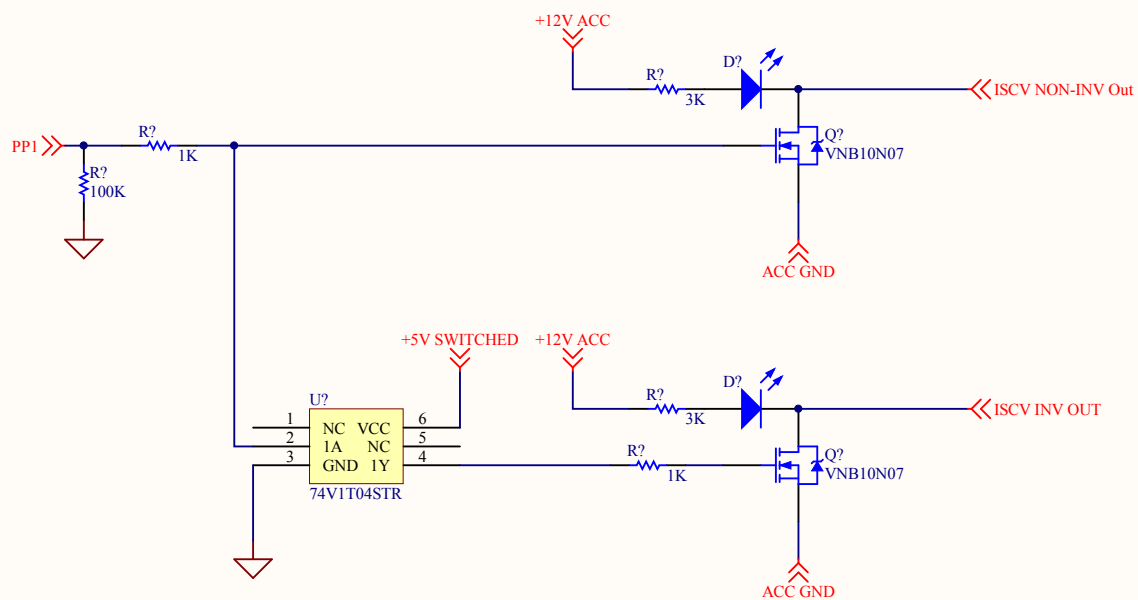 +12V ACC
R?
3K
D?
ISCV NON-INV Out
PP1
R?
1K
Q?
VNB10N07
R?
100K
ACC GND
+5V SWITCHED
+12V ACC
R?
3K
D?
ISCV INV OUT
U?
1 NC VCC 6
2 1A NC 5
3 GND 1Y 4
74V1T04STR
R?
1K
Q?
VNB10N07
ACC GND